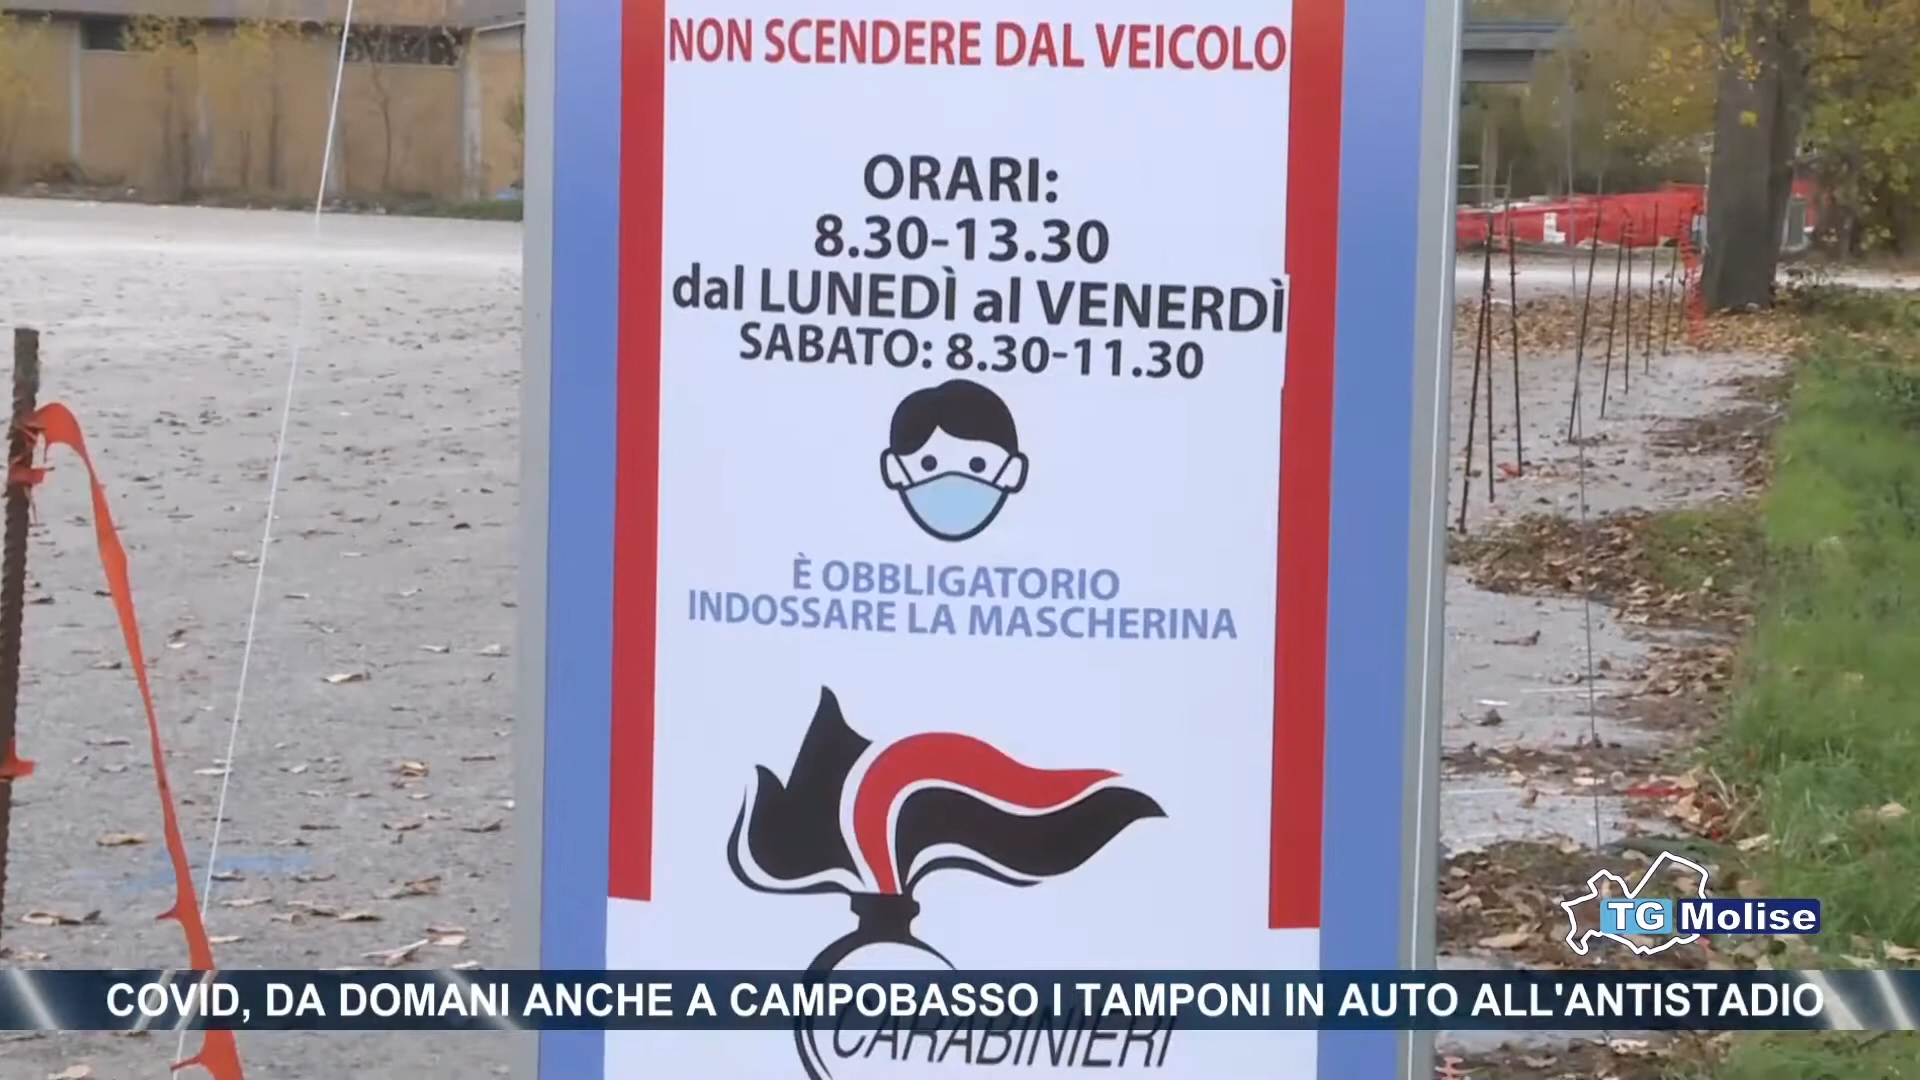 NON SCENDERE DAL VEICOLO
ORARI:
8.30-13.30
dal LUNEDÌ al VENERDÌ
SABATO: 8.30-11.30
È OBBLIGATORIO
INDOSSARE LA MASCHERINA
TG Molise
COVID, DA DOMANI ANCHE A CAMPOBASSO I TAMPONI IN AUTO ALL'ANTISTADIO
CARABINIERI